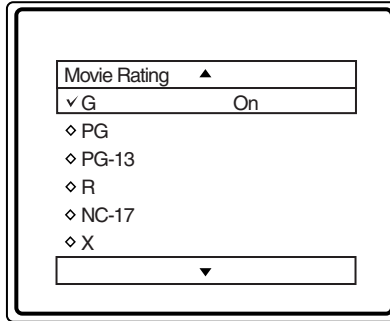 Movie Rating ▲
✓ G On
◇ PG
◇ PG-13
◇ R
◇ NC-17
◇ X
▼